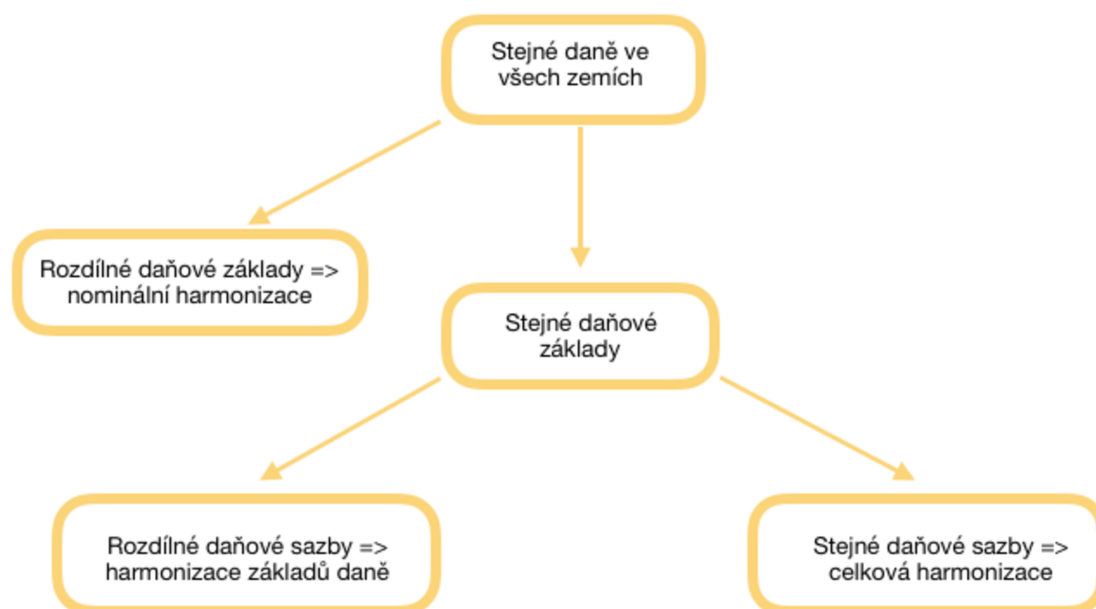 Stejné daně ve
všech zemích
Rozdílné daňové základy =>
nominální harmonizace
Stejné daňové
základy
Rozdílné daňové sazby =>
harmonizace základů daně
Stejné daňové sazby =>
celková harmonizace